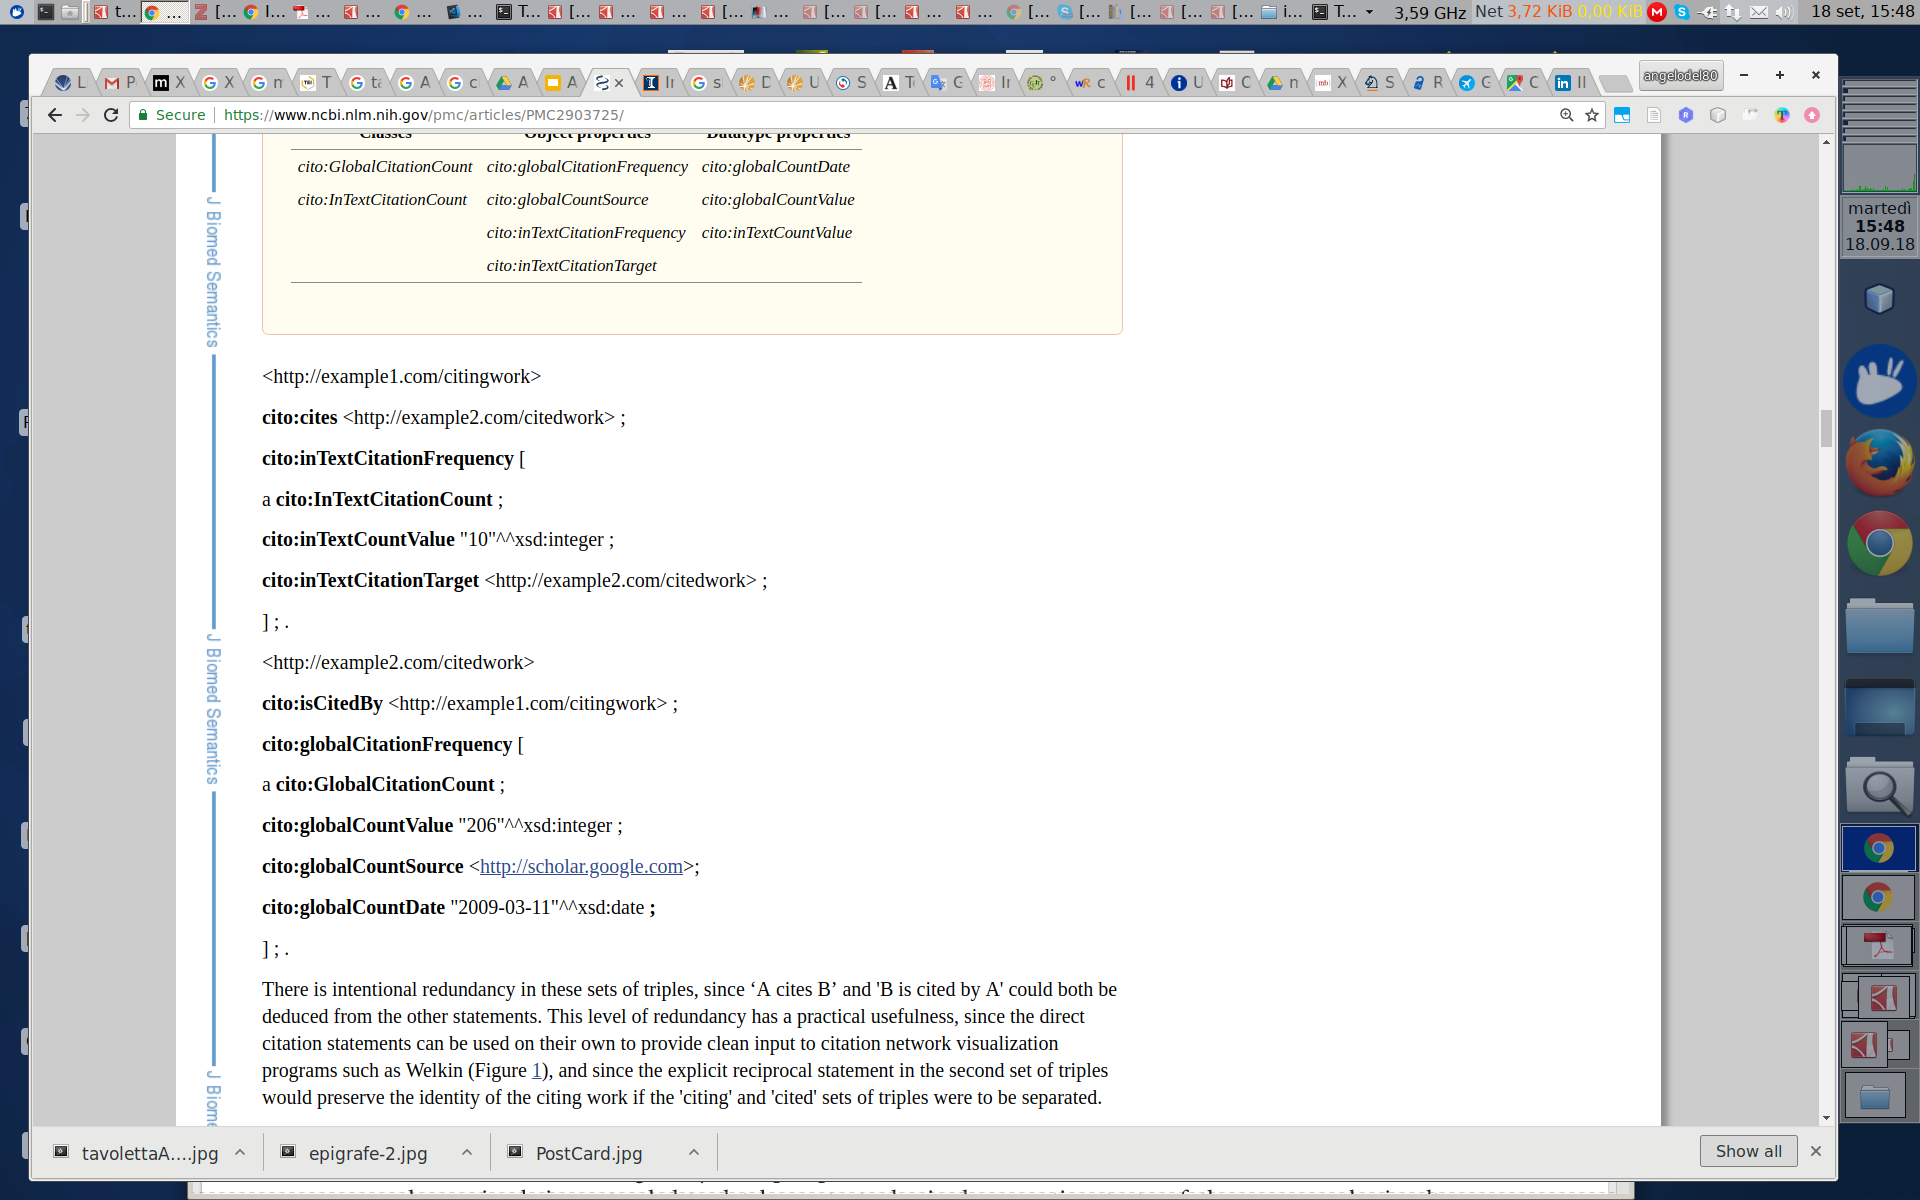 3,59 GHz Net 3,72 KiB 0,00 KiB 18 set, 15:48
angelodel80
Secure https://www.ncbi.nlm.nih.gov/pmc/articles/PMC2903725/
Classes Object properties Datatype properties
cito:GlobalCitationCount cito:globalCitationFrequency cito:globalCountDate
cito:InTextCitationCount cito:globalCountSource cito:globalCountValue
cito:inTextCitationFrequency cito:inTextCountValue
cito:inTextCitationTarget
J Biomed Semantics
<http://example1.com/citingwork>
cito:cites <http://example2.com/citedwork> ;
cito:inTextCitationFrequency [
a cito:InTextCitationCount ;
cito:inTextCountValue "10"^^xsd:integer ;
cito:inTextCitationTarget <http://example2.com/citedwork> ;
] ; .
J Biomed Semantics
<http://example2.com/citedwork>
cito:isCitedBy <http://example1.com/citingwork> ;
cito:globalCitationFrequency [
a cito:GlobalCitationCount ;
cito:globalCountValue "206"^^xsd:integer ;
cito:globalCountSource <http://scholar.google.com>;
cito:globalCountDate "2009-03-11"^^xsd:date ;
] ; .
There is intentional redundancy in these sets of triples, since ‘A cites B’ and 'B is cited by A' could both be
deduced from the other statements. This level of redundancy has a practical usefulness, since the direct
citation statements can be used on their own to provide clean input to citation network visualization
programs such as Welkin (Figure 1), and since the explicit reciprocal statement in the second set of triples
would preserve the identity of the citing work if the 'citing' and 'cited' sets of triples were to be separated.
J Biome
tavolettaA....jpg epigrafe-2.jpg PostCard.jpg Show all
martedì
15:48
18.09.18